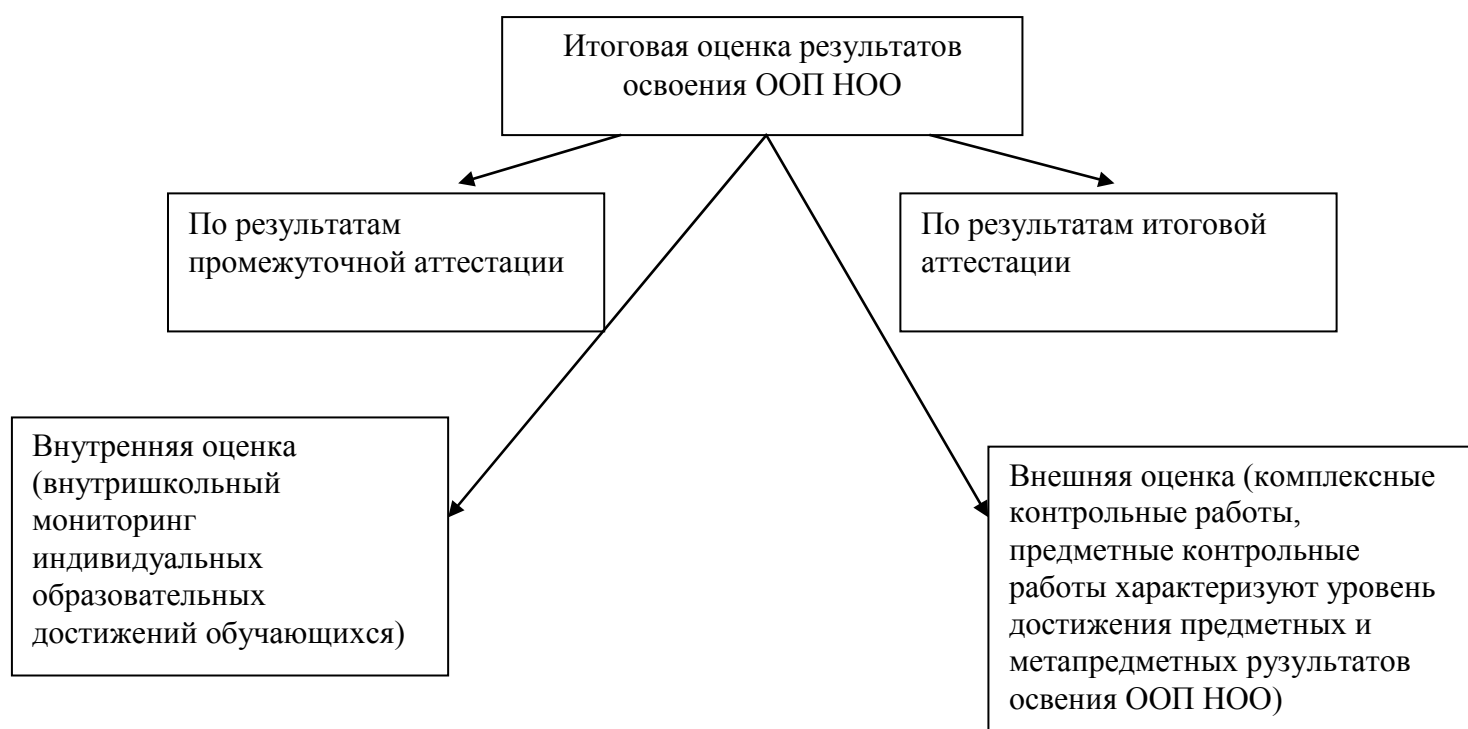 Итоговая оценка результатов
освоения ООП НОО
По результатам
промежуточной аттестации
По результатам итоговой
аттестации
Внутренняя оценка
(внутришкольный
мониторинг
индивидуальных
образовательных
достижений обучающихся)
Внешняя оценка (комплексные
контрольные работы,
предметные контрольные
работы характеризуют уровень
достижения предметных и
метапредметных рузультатов
освения ООП НОО)